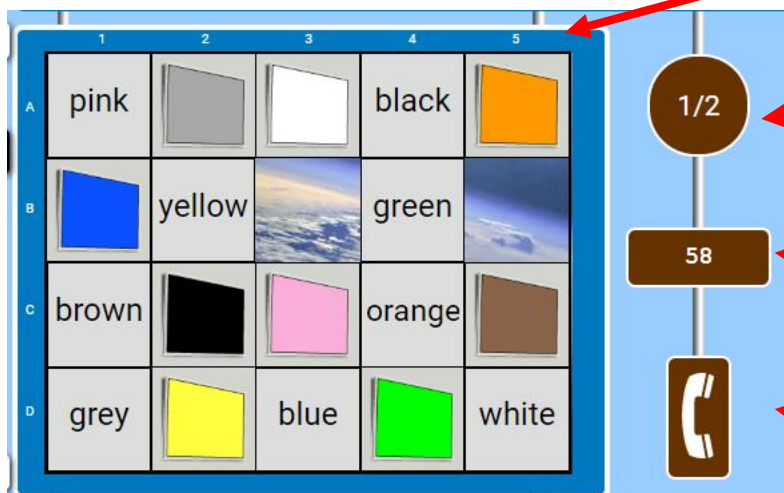 1 2 3 4 5
A pink black
1/2
B yellow green
58
C brown orange
D grey blue white